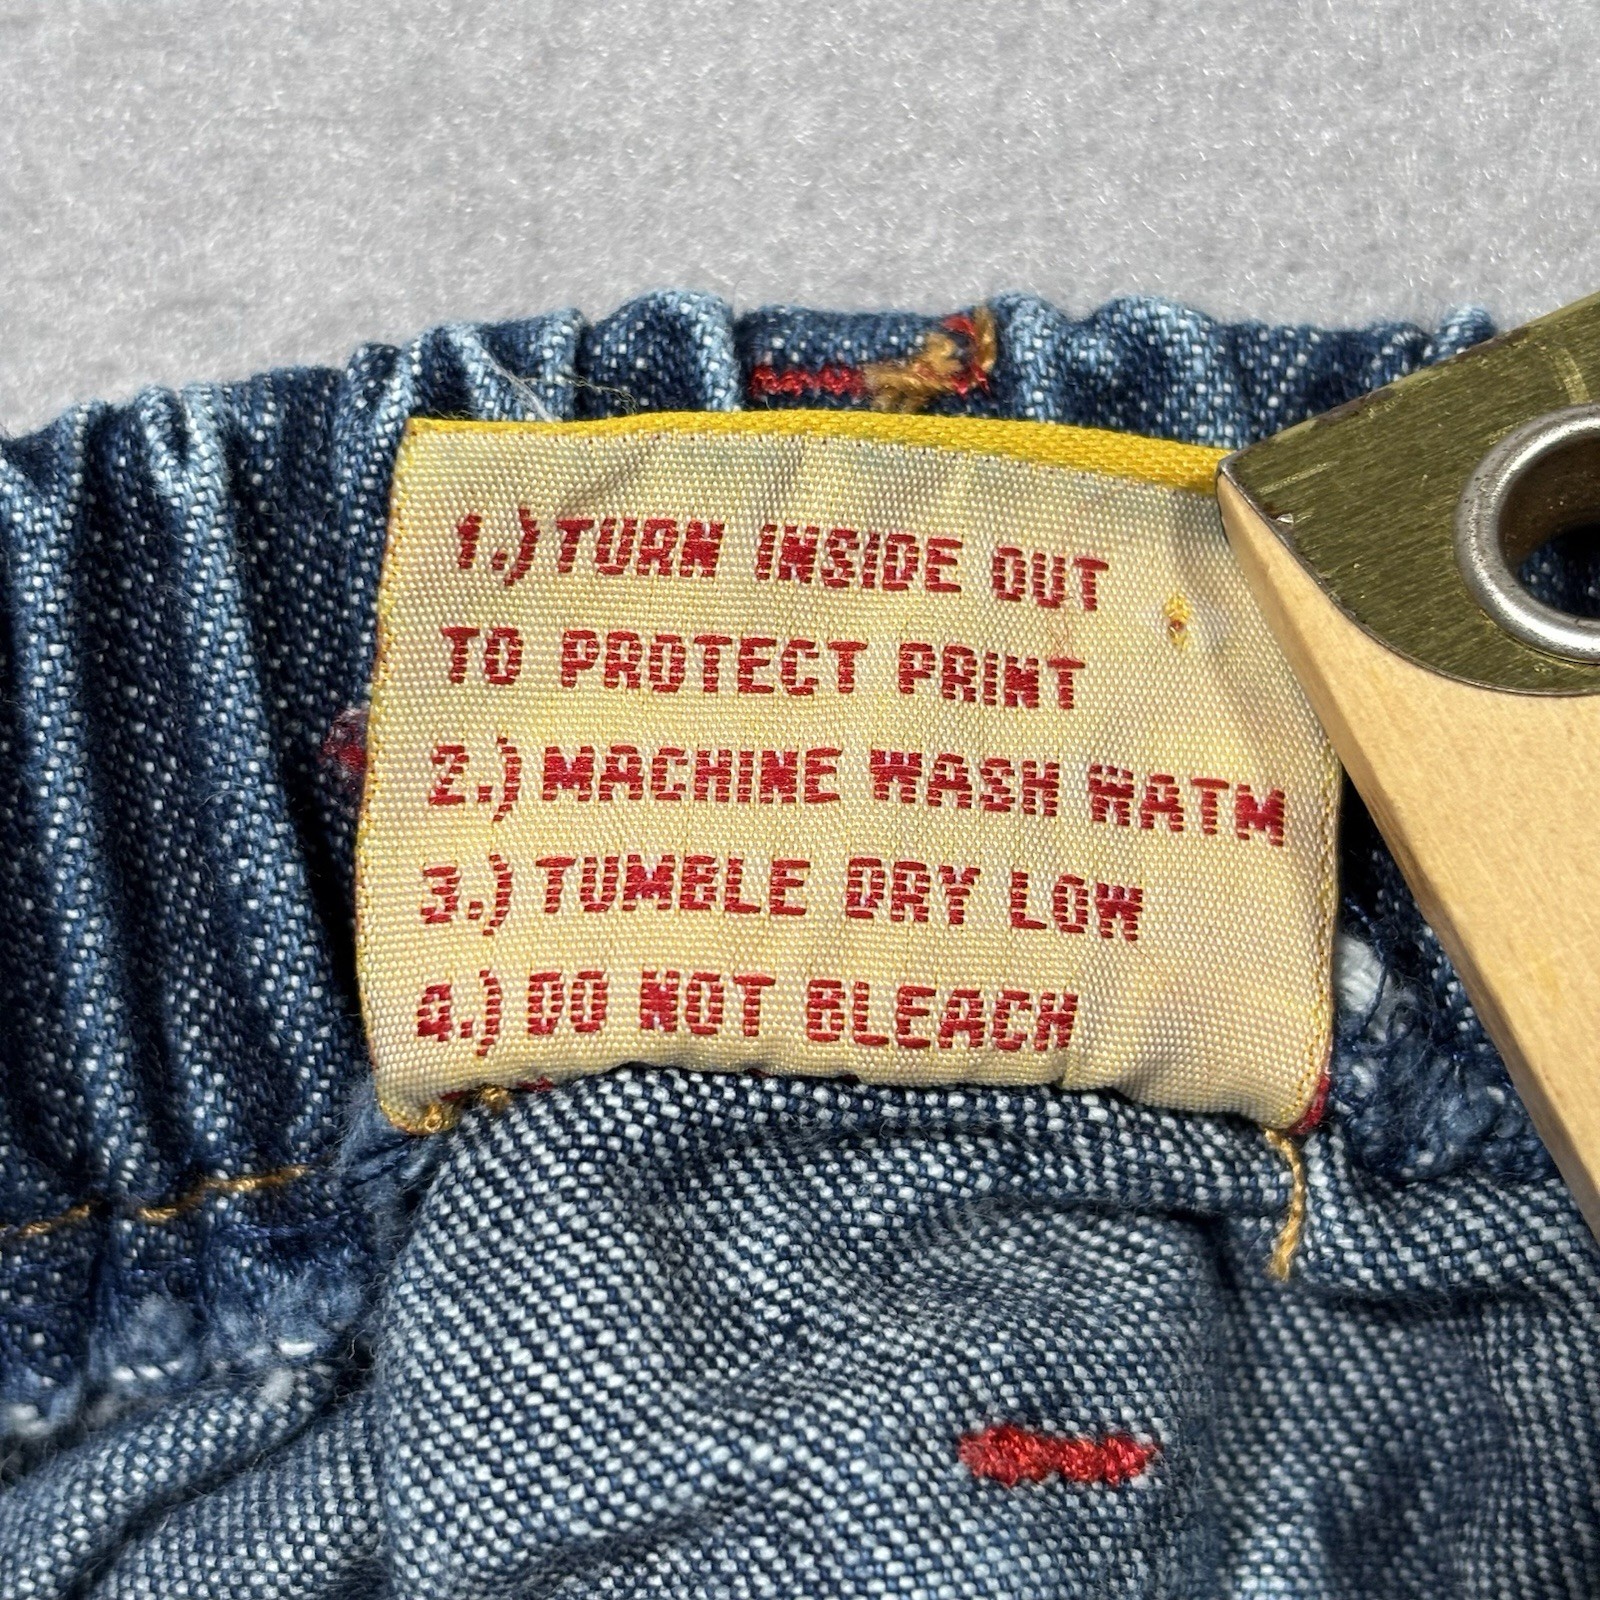 1.) TURN INSIDE OUT
TO PROTECT PRINT
2.) MACHINE WASH WATM
3.) TUMBLE DRY LOW
4.) DO NOT BLEACH